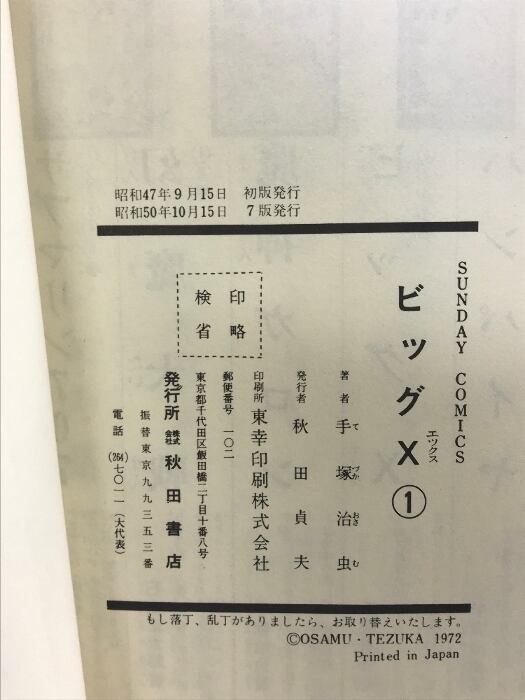 昭和47年9月15日 初版発行
昭和50年10月15日 7版発行
SUNDAY COMICS
ビッグX①
エックス
著者 手塚治虫
てづかおさむ
発行者 秋田貞夫
印刷所 東幸印刷株式会社
郵便番号 一〇二
東京都千代田区飯田橋二丁目十番八号
発行所 株式会社 秋田書店
振替東京九九三五三番
電話 (264)七〇一一(大代表)
検印
省略
もし落丁、乱丁がありましたら、お取り替えいたします。
©OSAMU・TEZUKA 1972
Printed in Japan